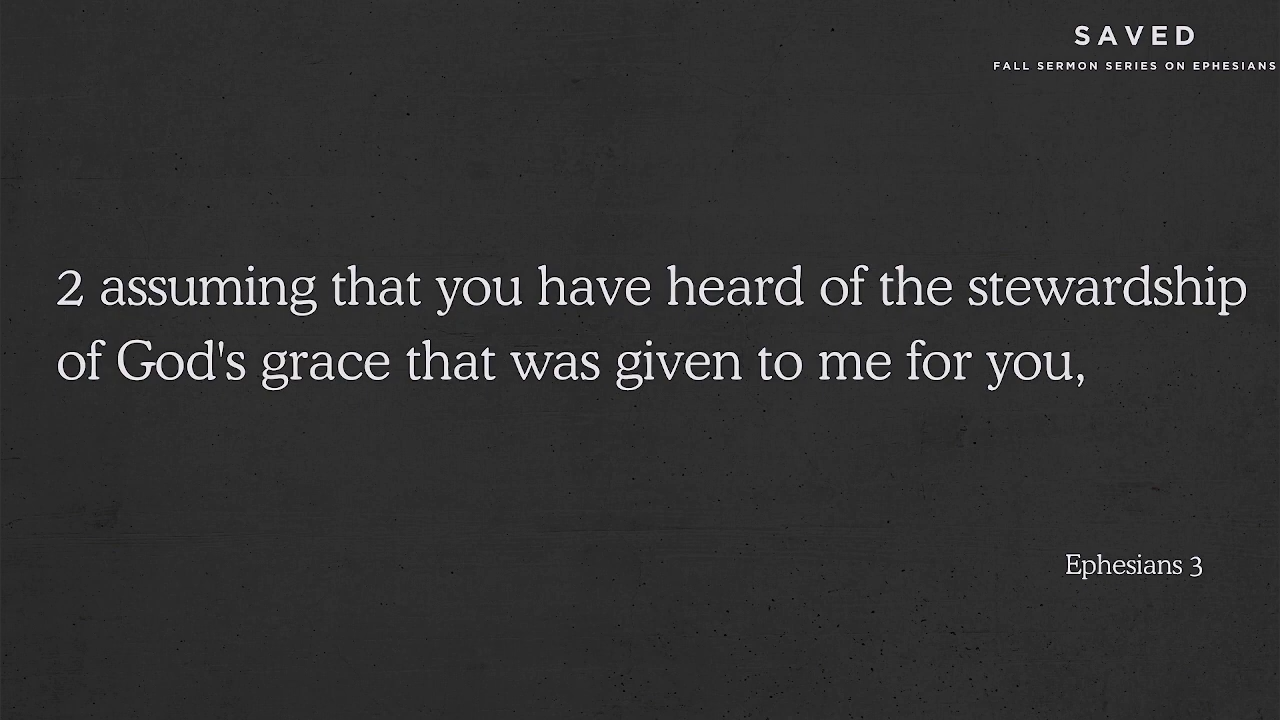 SAVED
FALL SERMON SERIES ON EPHESIANS
2 assuming that you have heard of the stewardship
of God's grace that was given to me for you,
Ephesians 3